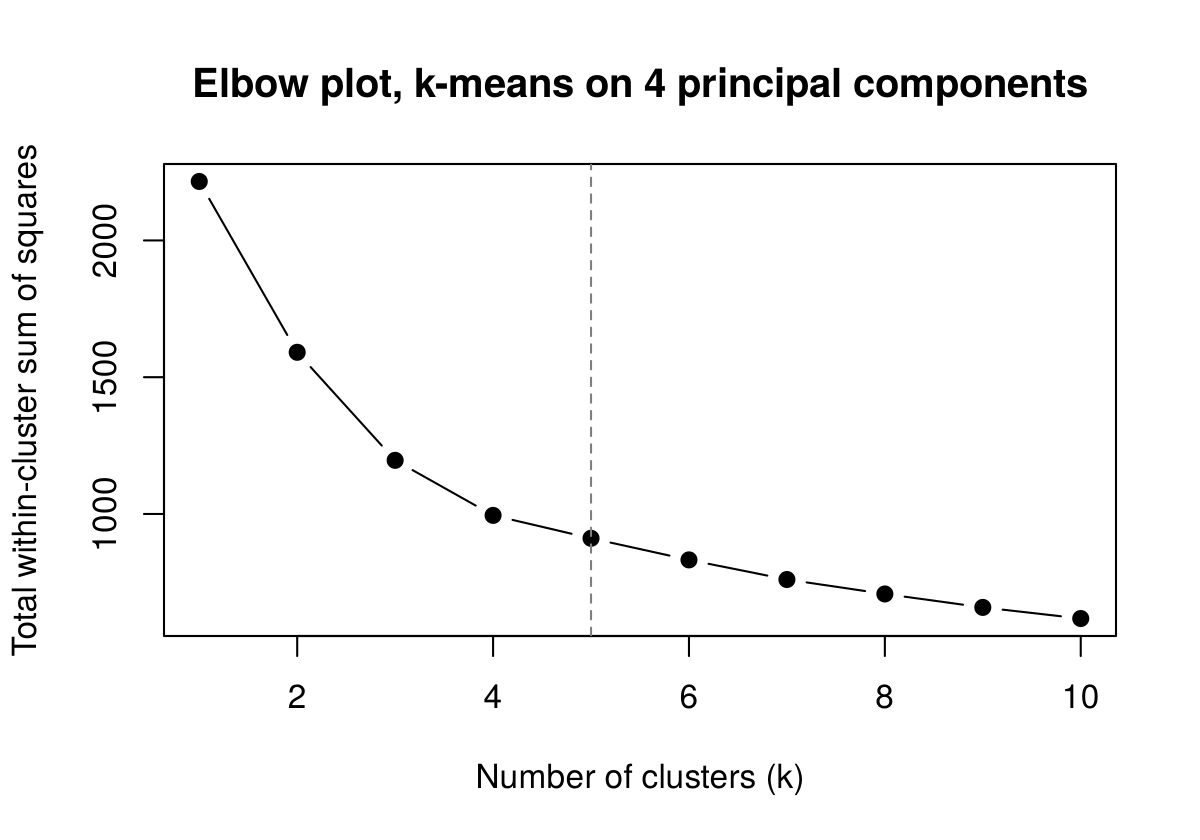 Elbow plot, k-means on 4 principal components
Total within-cluster sum of squares
2000
1500
1000
2 4 6 8 10
Number of clusters (k)